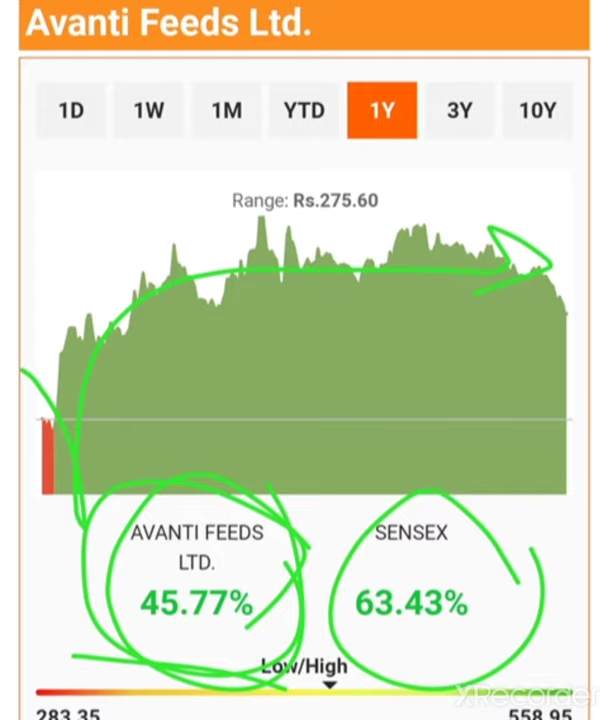 Avanti Feeds Ltd.
1D 1W 1M YTD 1Y 3Y 10Y
Range: Rs.275.60
AVANTI FEEDS
LTD.
45.77%
SENSEX
63.43%
Low/High
283.35 558.95
XRecorder